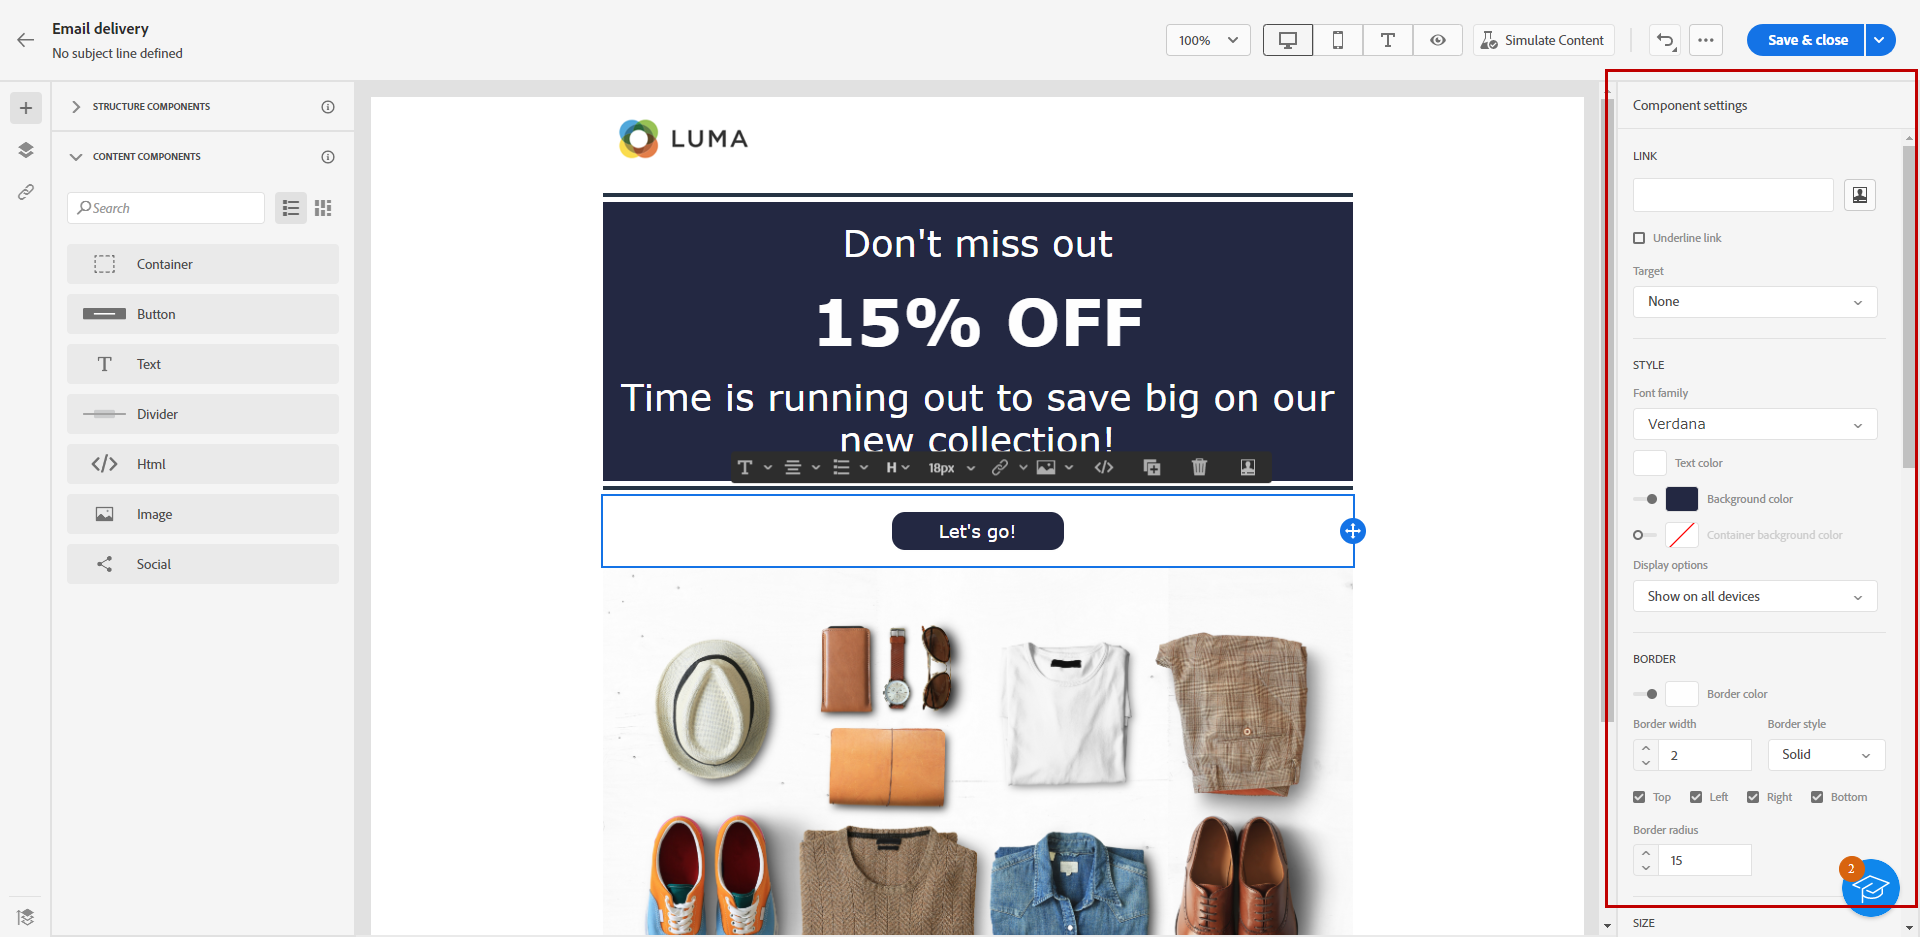 Email delivery
No subject line defined
100%
Simulate Content
Save & close
STRUCTURE COMPONENTS
CONTENT COMPONENTS
Search
Container
Button
Text
Divider
Html
Image
Social
LUMA
Don't miss out
15% OFF
Time is running out to save big on our
new collection!
H
18px
Let's go!
Component settings
LINK
Underline link
Target
None
STYLE
Font family
Verdana
Text color
Background color
Container background color
Display options
Show on all devices
BORDER
Border color
Border width
Border style
2
Solid
Top
Left
Right
Bottom
Border radius
15
2
SIZE